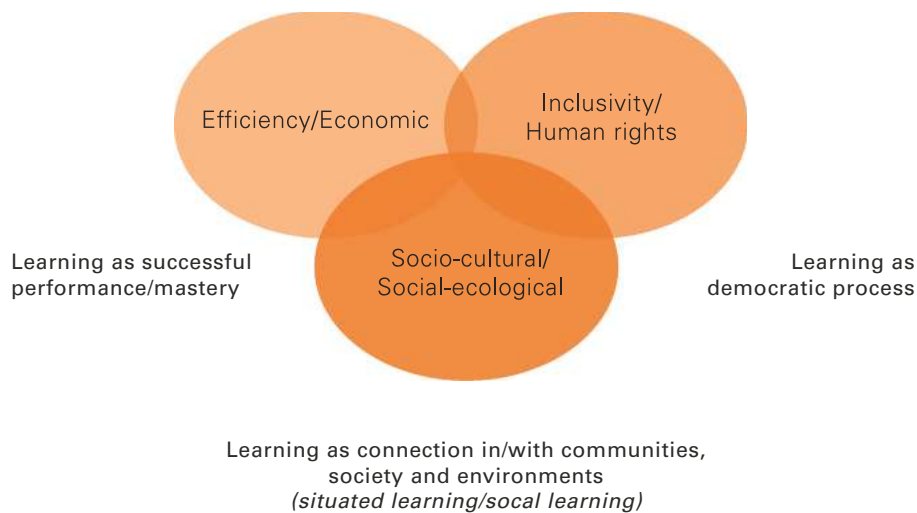 Efficiency/Economic
Inclusivity/
Human rights
Socio-cultural/
Social-ecological
Learning as successful
performance/mastery
Learning as
democratic process
Learning as connection in/with communities,
society and environments
(situated learning/socal learning)